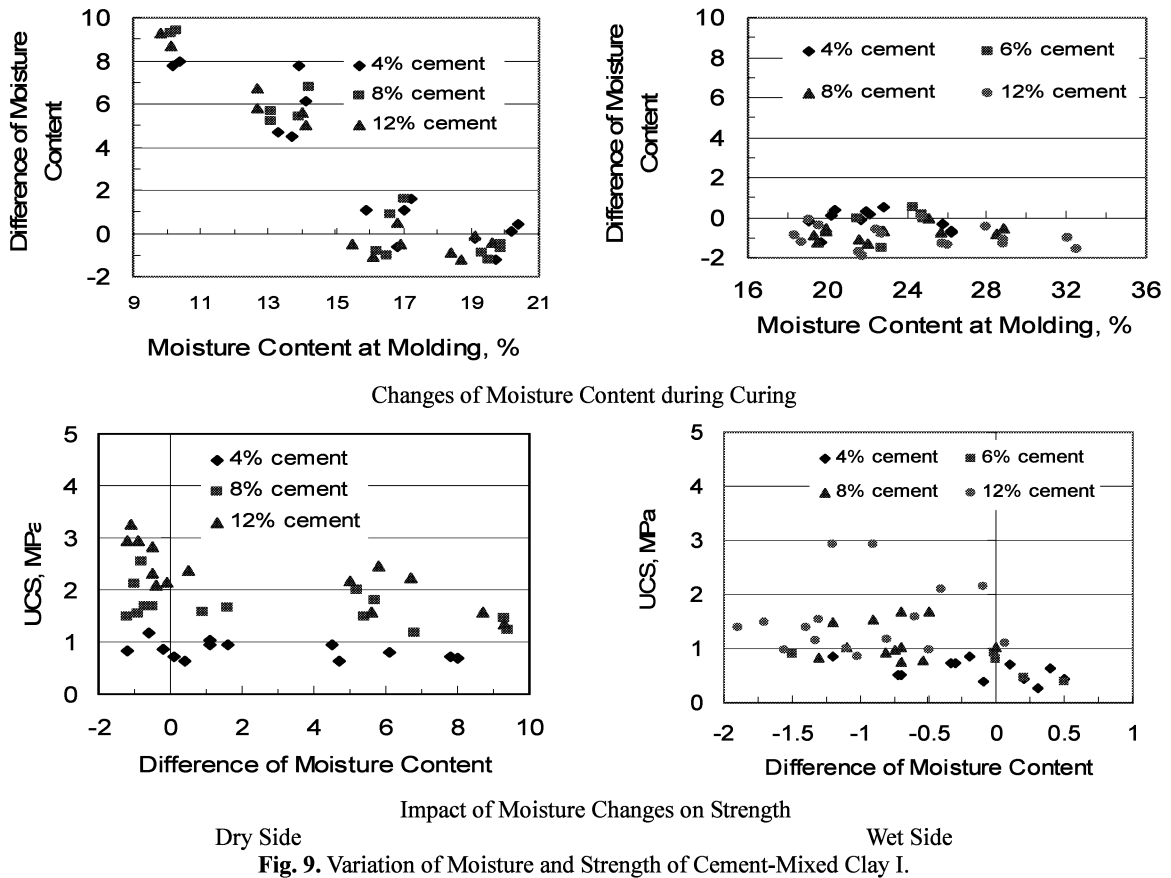 Difference of Moisture
Content
10
8
6
4
2
0
-2
4% cement
8% cement
12% cement
9 11 13 15 17 19 21
Moisture Content at Molding, %
Difference of Moisture
Content
10
8
6
4
2
0
-2
4% cement 6% cement
8% cement 12% cement
16 20 24 28 32 36
Moisture Content at Molding, %
Changes of Moisture Content during Curing
UCS, MPa
5
4
3
2
1
0
4% cement
8% cement
12% cement
-2 0 2 4 6 8 10
Difference of Moisture Content
UCS, MPa
5
4
3
2
1
0
4% cement 6% cement
8% cement 12% cement
-2 -1.5 -1 -0.5 0 0.5 1
Difference of Moisture Content
Impact of Moisture Changes on Strength
Dry Side Wet Side
Fig. 9. Variation of Moisture and Strength of Cement-Mixed Clay I.